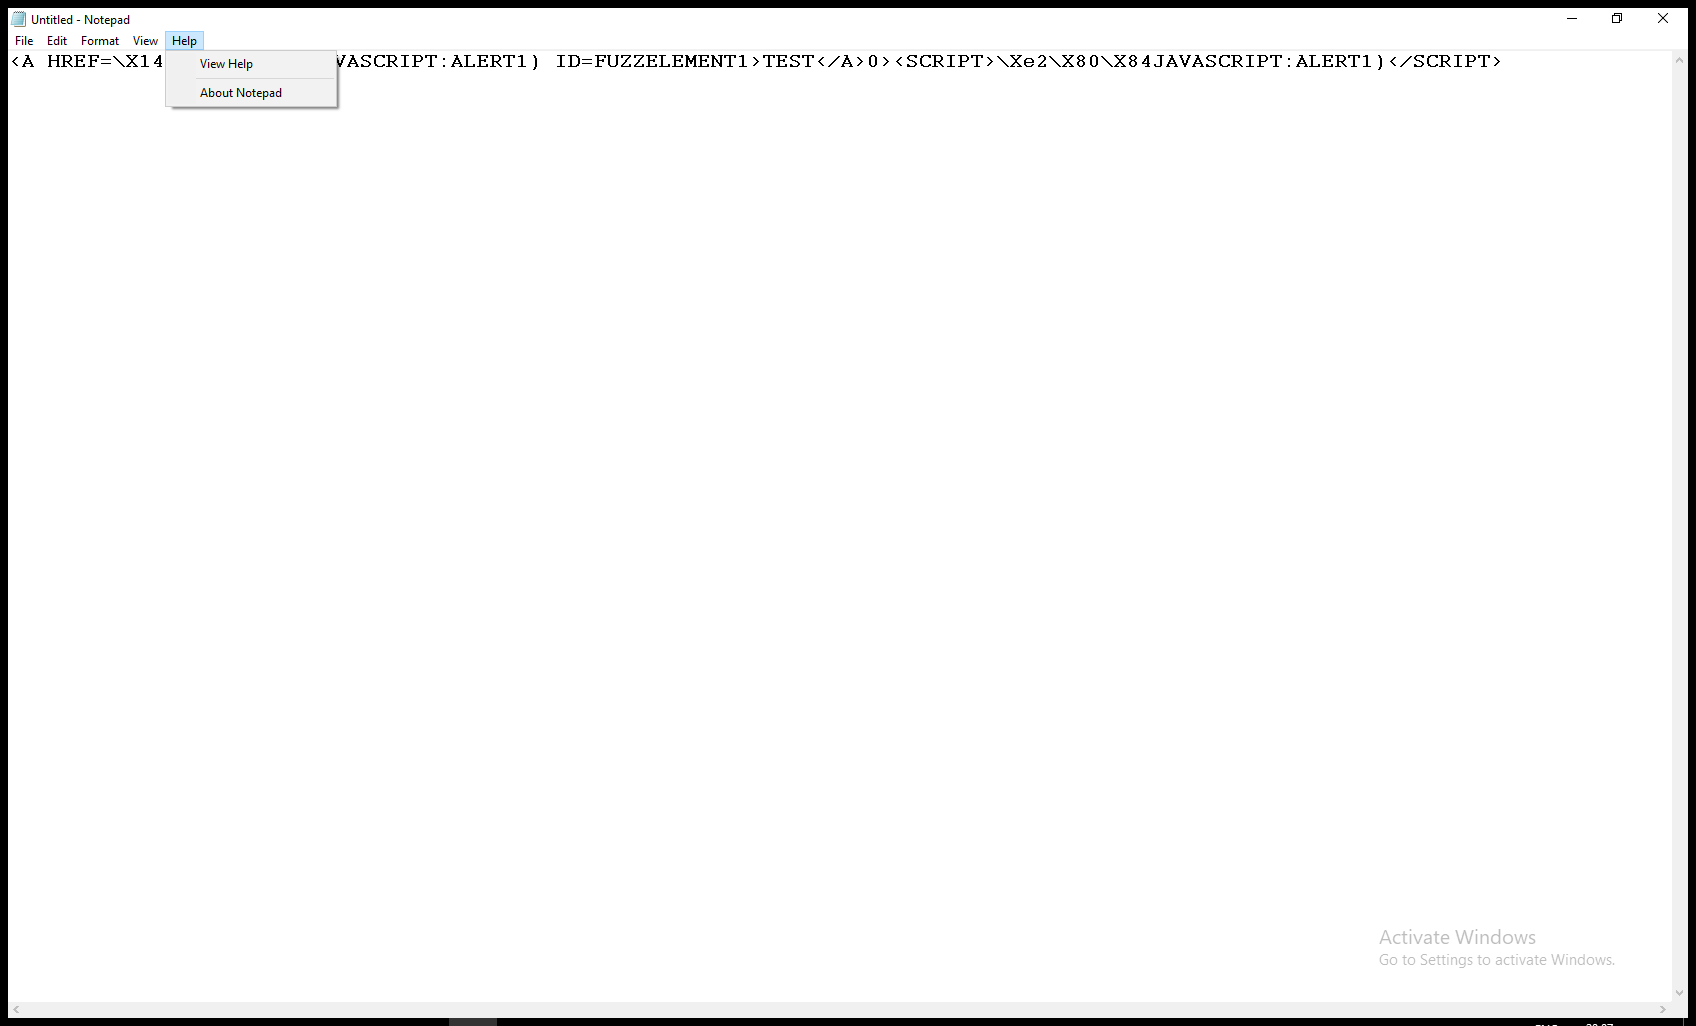 Untitled - Notepad
File Edit Format View Help
<A HREF=\X14 VASCRIPT:ALERT1) ID=FUZZELEMENT1>TEST</A>0><SCRIPT>\Xe2\X80\X84JAVASCRIPT:ALERT1)</SCRIPT>
View Help
About Notepad
Activate Windows
Go to Settings to activate Windows.